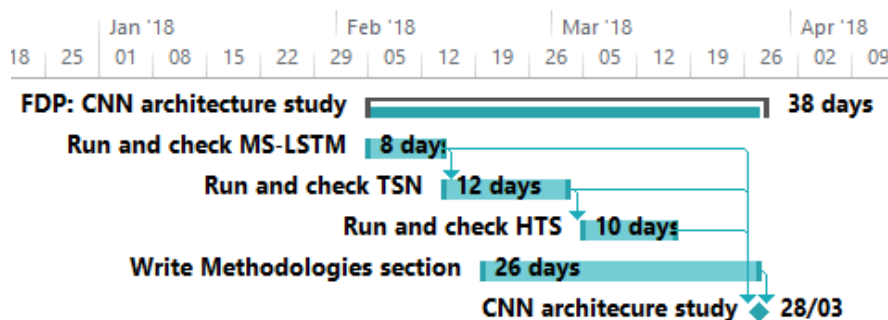 Jan '18 Feb '18 Mar '18 Apr '18
18 25 01 08 15 22 29 05 12 19 26 05 12 19 26 02 09
FDP: CNN architecture study 38 days
Run and check MS-LSTM 8 days
Run and check TSN 12 days
Run and check HTS 10 days
Write Methodologies section 26 days
CNN architecure study 28/03